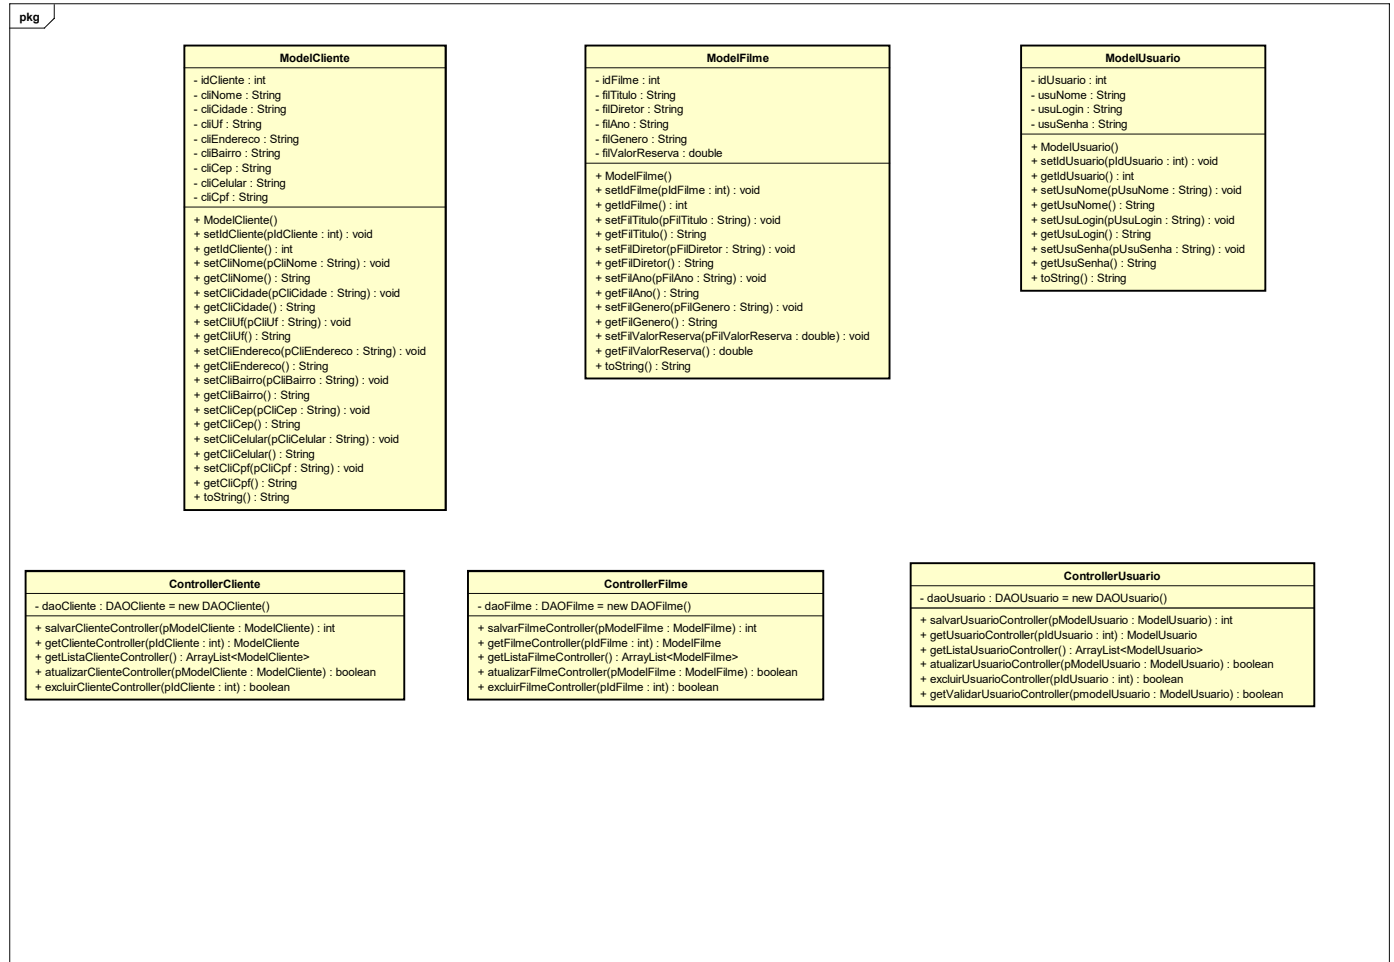 pkg
ModelCliente
- idCliente : int
- cliNome : String
- cliCidade : String
- cliUf : String
- cliEndereco : String
- cliBairro : String
- cliCep : String
- cliCelular : String
- cliCpf : String
+ ModelCliente()
+ setIdCliente(pIdCliente : int) : void
+ getIdCliente() : int
+ setCliNome(pCliNome : String) : void
+ getCliNome() : String
+ setCliCidade(pCliCidade : String) : void
+ getCliCidade() : String
+ setCliUf(pCliUf : String) : void
+ getCliUf() : String
+ setCliEndereco(pCliEndereco : String) : void
+ getCliEndereco() : String
+ setCliBairro(pCliBairro : String) : void
+ getCliBairro() : String
+ setCliCep(pCliCep : String) : void
+ getCliCep() : String
+ setCliCelular(pCliCelular : String) : void
+ getCliCelular() : String
+ setCliCpf(pCliCpf : String) : void
+ getCliCpf() : String
+ toString() : String
ModelFilme
- idFilme : int
- filTitulo : String
- filDiretor : String
- filAno : String
- filGenero : String
- filValorReserva : double
+ ModelFilme()
+ setIdFilme(pIdFilme : int) : void
+ getIdFilme() : int
+ setFilTitulo(pFilTitulo : String) : void
+ getFilTitulo() : String
+ setFilDiretor(pFilDiretor : String) : void
+ getFilDiretor() : String
+ setFilAno(pFilAno : String) : void
+ getFilAno() : String
+ setFilGenero(pFilGenero : String) : void
+ getFilGenero() : String
+ setFilValorReserva(pFilValorReserva : double) : void
+ getFilValorReserva() : double
+ toString() : String
ModelUsuario
- idUsuario : int
- usuNome : String
- usuLogin : String
- usuSenha : String
+ ModelUsuario()
+ setIdUsuario(pIdUsuario : int) : void
+ getIdUsuario() : int
+ setUsuNome(pUsuNome : String) : void
+ getUsuNome() : String
+ setUsuLogin(pUsuLogin : String) : void
+ getUsuLogin() : String
+ setUsuSenha(pUsuSenha : String) : void
+ getUsuSenha() : String
+ toString() : String
ControllerCliente
- daoCliente : DAOCliente = new DAOCliente()
+ salvarClienteController(pModelCliente : ModelCliente) : int
+ getClienteController(pIdCliente : int) : ModelCliente
+ getListaClienteController() : ArrayList<ModelCliente>
+ atualizarClienteController(pModelCliente : ModelCliente) : boolean
+ excluirClienteController(pIdCliente : int) : boolean
ControllerFilme
- daoFilme : DAOFilme = new DAOFilme()
+ salvarFilmeController(pModelFilme : ModelFilme) : int
+ getFilmeController(pIdFilme : int) : ModelFilme
+ getListaFilmeController() : ArrayList<ModelFilme>
+ atualizarFilmeController(pModelFilme : ModelFilme) : boolean
+ excluirFilmeController(pIdFilme : int) : boolean
ControllerUsuario
- daoUsuario : DAOUsuario = new DAOUsuario()
+ salvarUsuarioController(pModelUsuario : ModelUsuario) : int
+ getUsuarioController(pIdUsuario : int) : ModelUsuario
+ getListaUsuarioController() : ArrayList<ModelUsuario>
+ atualizarUsuarioController(pModelUsuario : ModelUsuario) : boolean
+ excluirUsuarioController(pIdUsuario : int) : boolean
+ getValidarUsuarioController(pmodelUsuario : ModelUsuario) : boolean